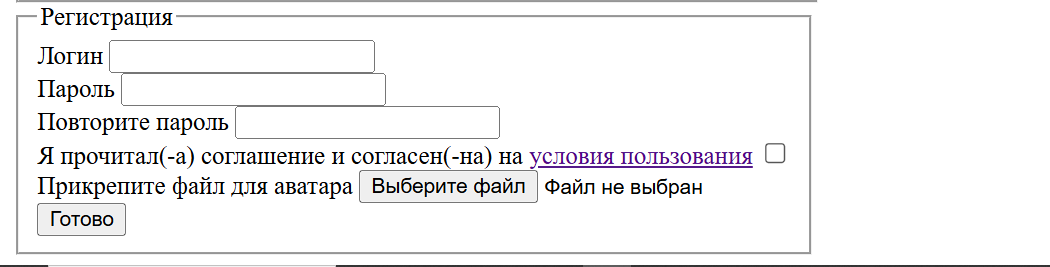 Регистрация
Логин
Пароль
Повторите пароль
Я прочитал(-а) соглашение и согласен(-на) на условия пользования
Прикрепите файл для аватара Выберите файл Файл не выбран
Готово